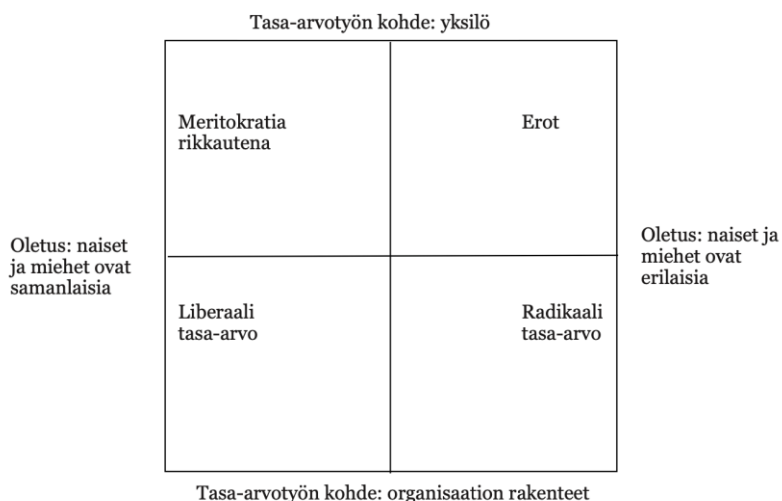 Tasa-arvotyön kohde: yksilö
Meritokratia
rikkautena
Erot
Oletus: naiset
ja miehet ovat
samanlaisia
Oletus: naiset ja
miehet ovat
erilaisia
Liberaali
tasa-arvo
Radikaali
tasa-arvo
Tasa-arvotyön kohde: organisaation rakenteet